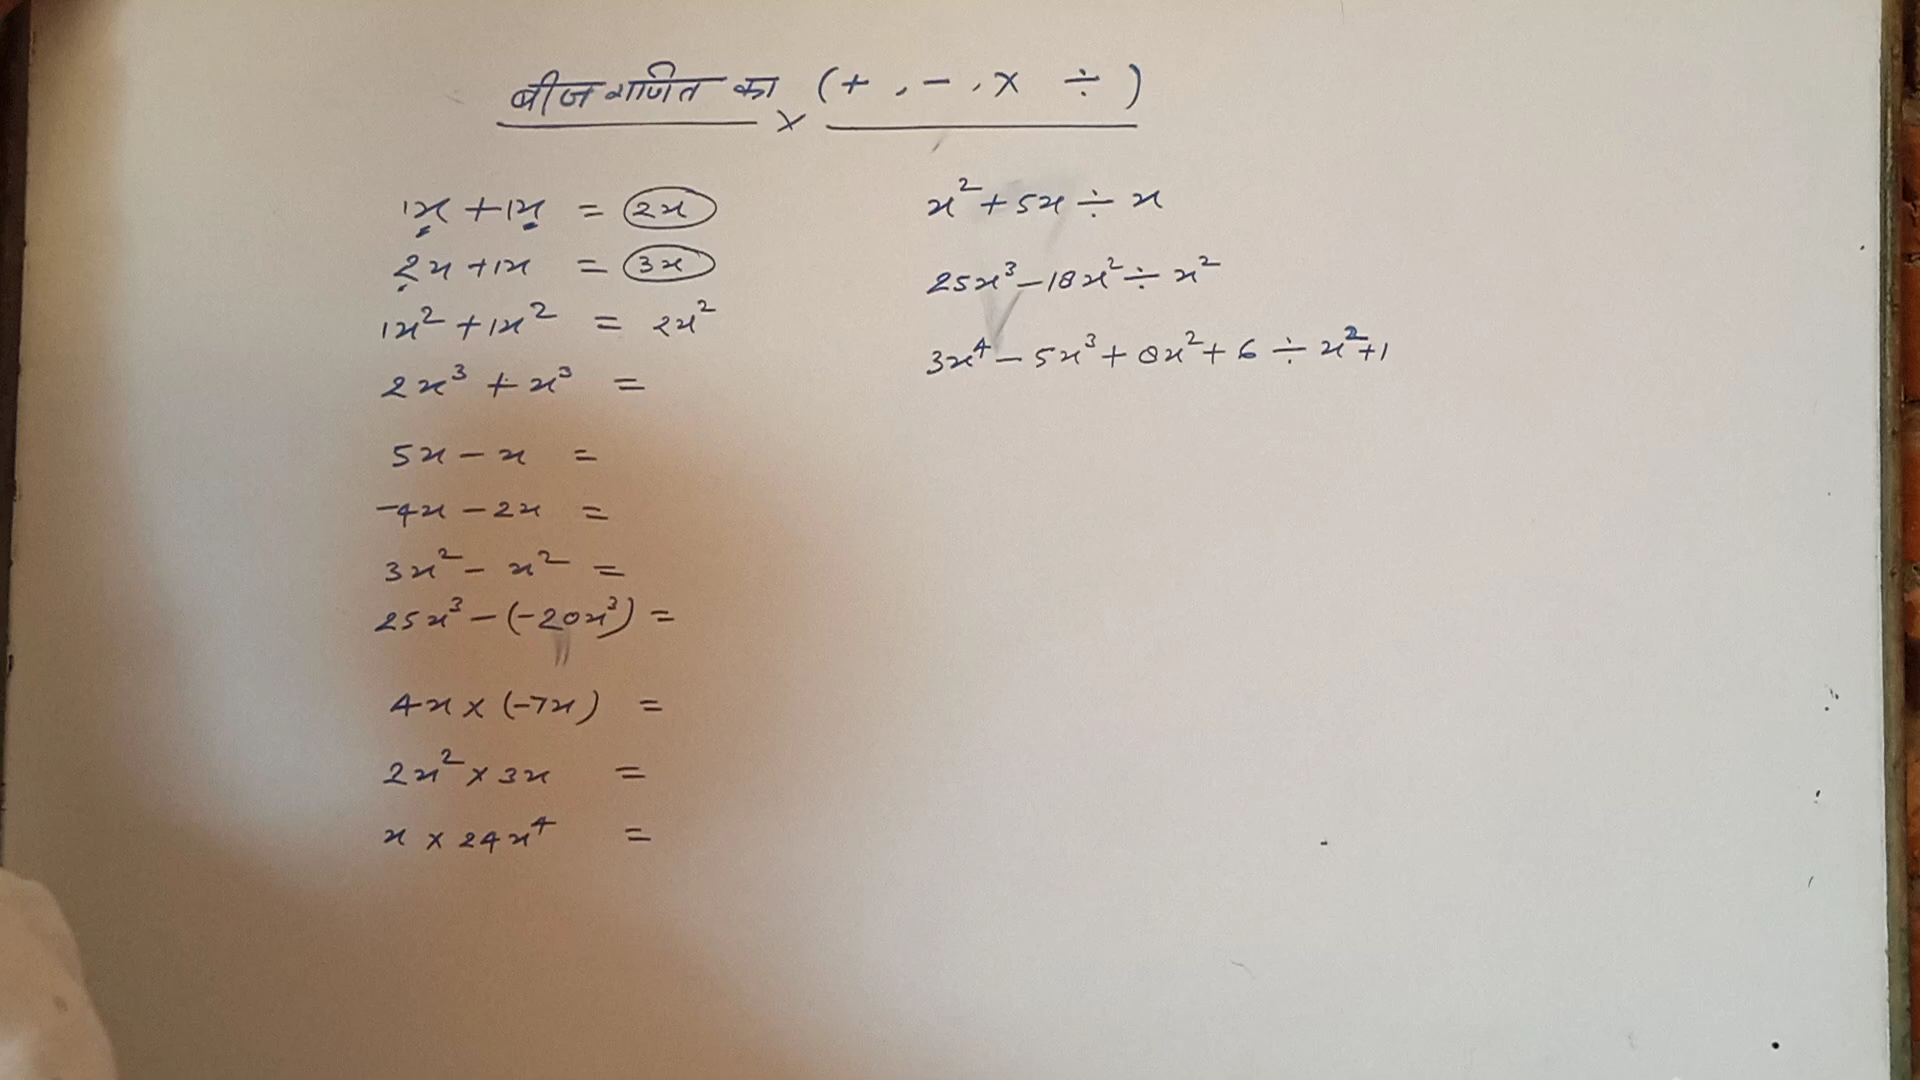 बीजगणित का (+, -, × ÷)
×
1x + 1x = 2x
2x + 1x = 3x
1x² + 1x² = 2x²
2x³ + x³ =
5x - x =
-4x - 2x =
3x² - x² =
25x³ - (-20x³) =
4x × (-7x) =
2x² × 3x =
x × 24x⁴ =
x² + 5x ÷ x
25x³ - 18x² ÷ x²
3x⁴ - 5x³ + 8x² + 6 ÷ x² + 1